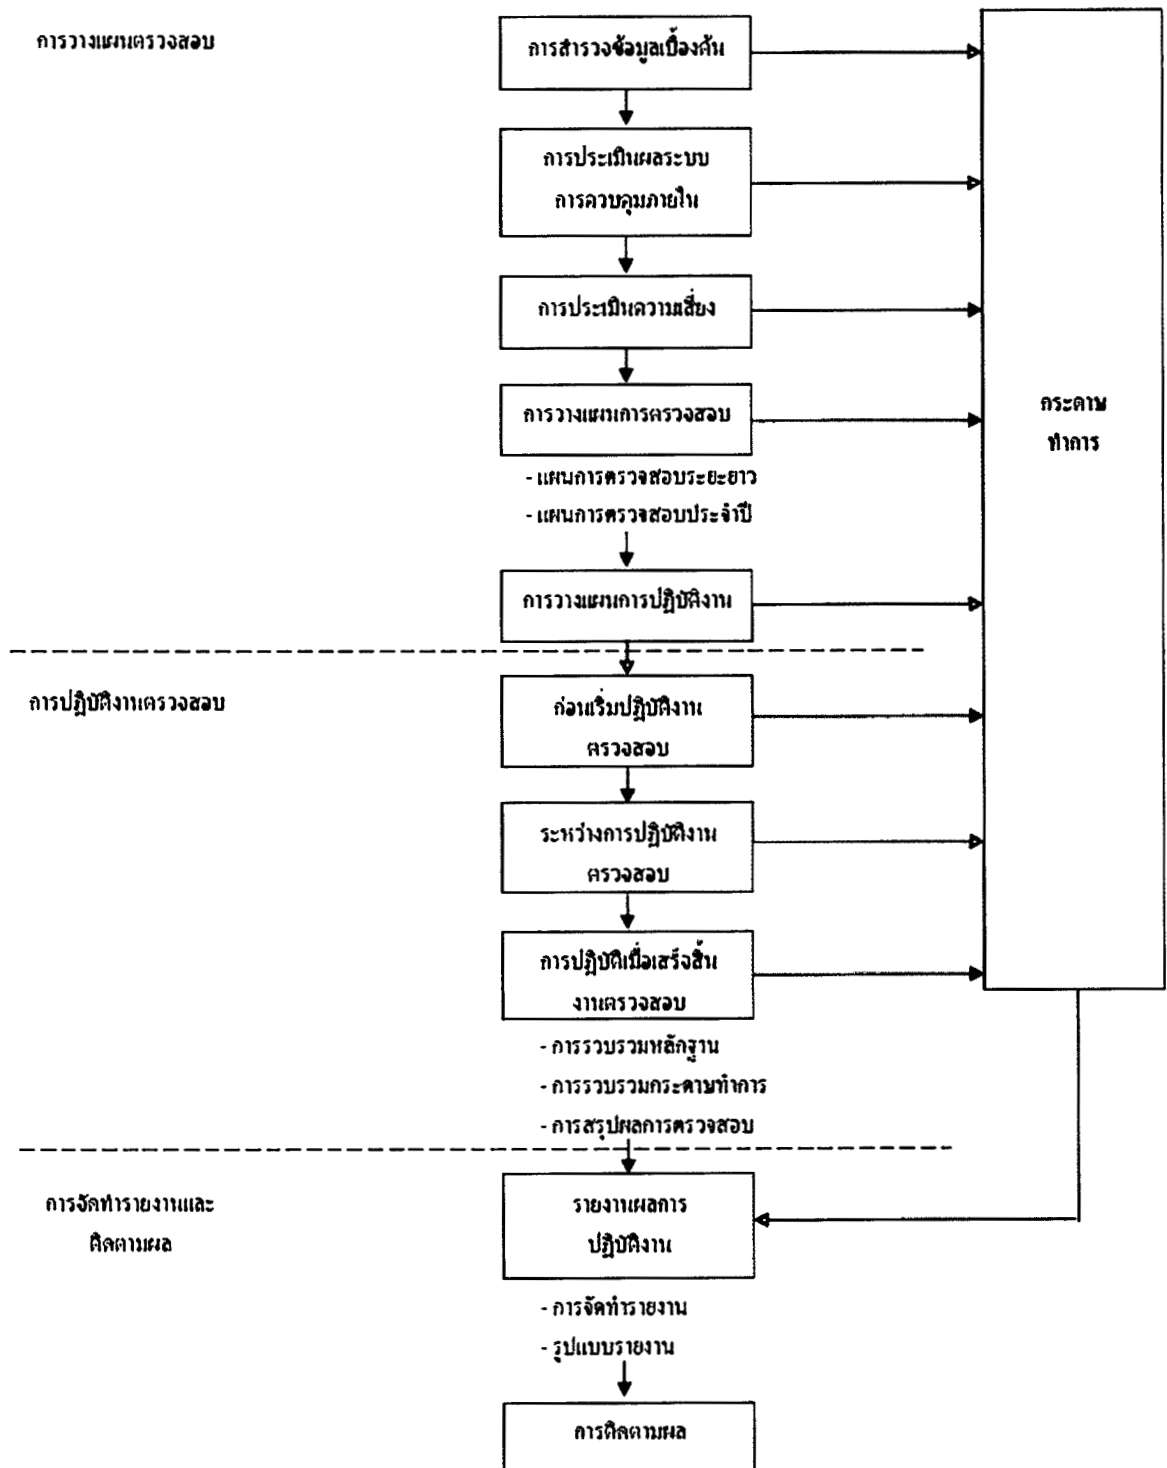 การวางแผนตรวจสอบ
การสำรวจข้อมูลเบื้องต้น
การประเมินผลระบบ
การควบคุมภายใน
การประเมินความเสี่ยง
การวางแผนการตรวจสอบ
- แผนการตรวจสอบระยะยาว
- แผนการตรวจสอบประจำปี
การวางแผนการปฏิบัติงาน
กระดาษ
ทำการ
การปฏิบัติงานตรวจสอบ
ก่อนเริ่มปฏิบัติงาน
ตรวจสอบ
ระหว่างการปฏิบัติงาน
ตรวจสอบ
การปฏิบัติเมื่อเสร็จสิ้น
งานตรวจสอบ
- การรวบรวมหลักฐาน
- การรวบรวมกระดาษทำการ
- การสรุปผลการตรวจสอบ
การจัดทำรายงานและ
ติดตามผล
รายงานผลการ
ปฏิบัติงาน
- การจัดทำรายงาน
- รูปแบบรายงาน
การติดตามผล